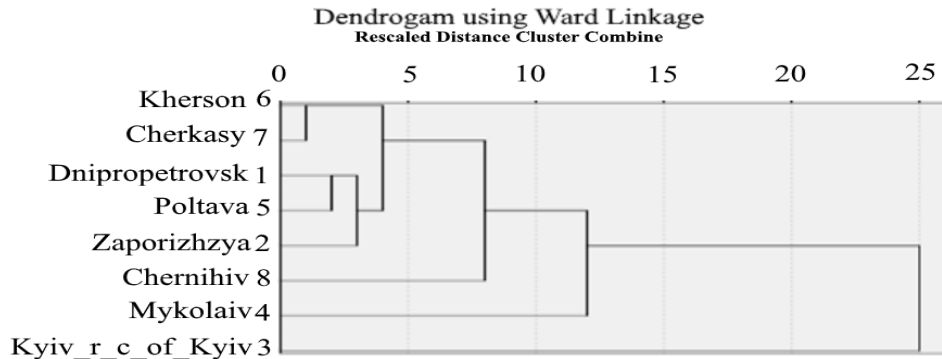 Dendrogam using Ward Linkage
Rescaled Distance Cluster Combine
0 5 10 15 20 25
Kherson 6
Cherkasy 7
Dnipropetrovsk 1
Poltava 5
Zaporizhzya 2
Chernihiv 8
Mykolaiv 4
Kyiv_r_c_of_Kyiv 3